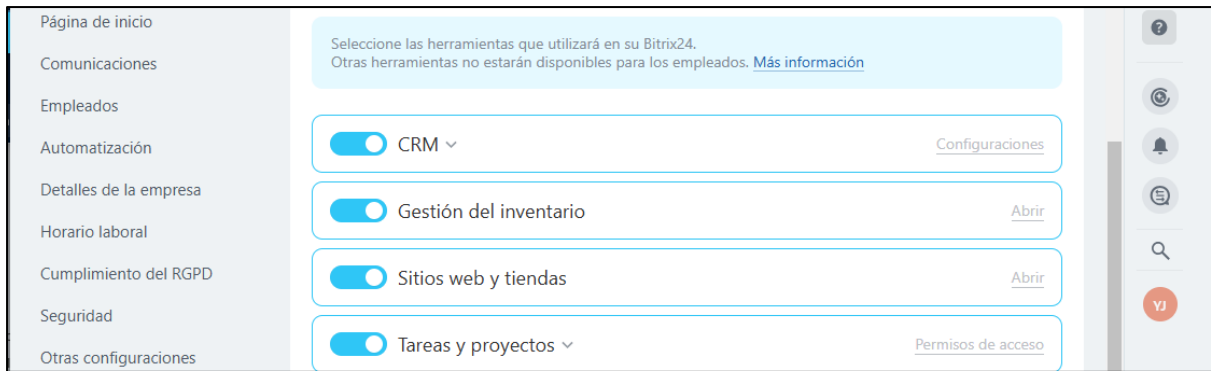 Página de inicio
Comunicaciones
Empleados
Automatización
Detalles de la empresa
Horario laboral
Cumplimiento del RGPD
Seguridad
Otras configuraciones
Seleccione las herramientas que utilizará en su Bitrix24.
Otras herramientas no estarán disponibles para los empleados. Más información
CRM
Configuraciones
Gestión del inventario
Abrir
Sitios web y tiendas
Abrir
Tareas y proyectos
Permisos de acceso
YJ